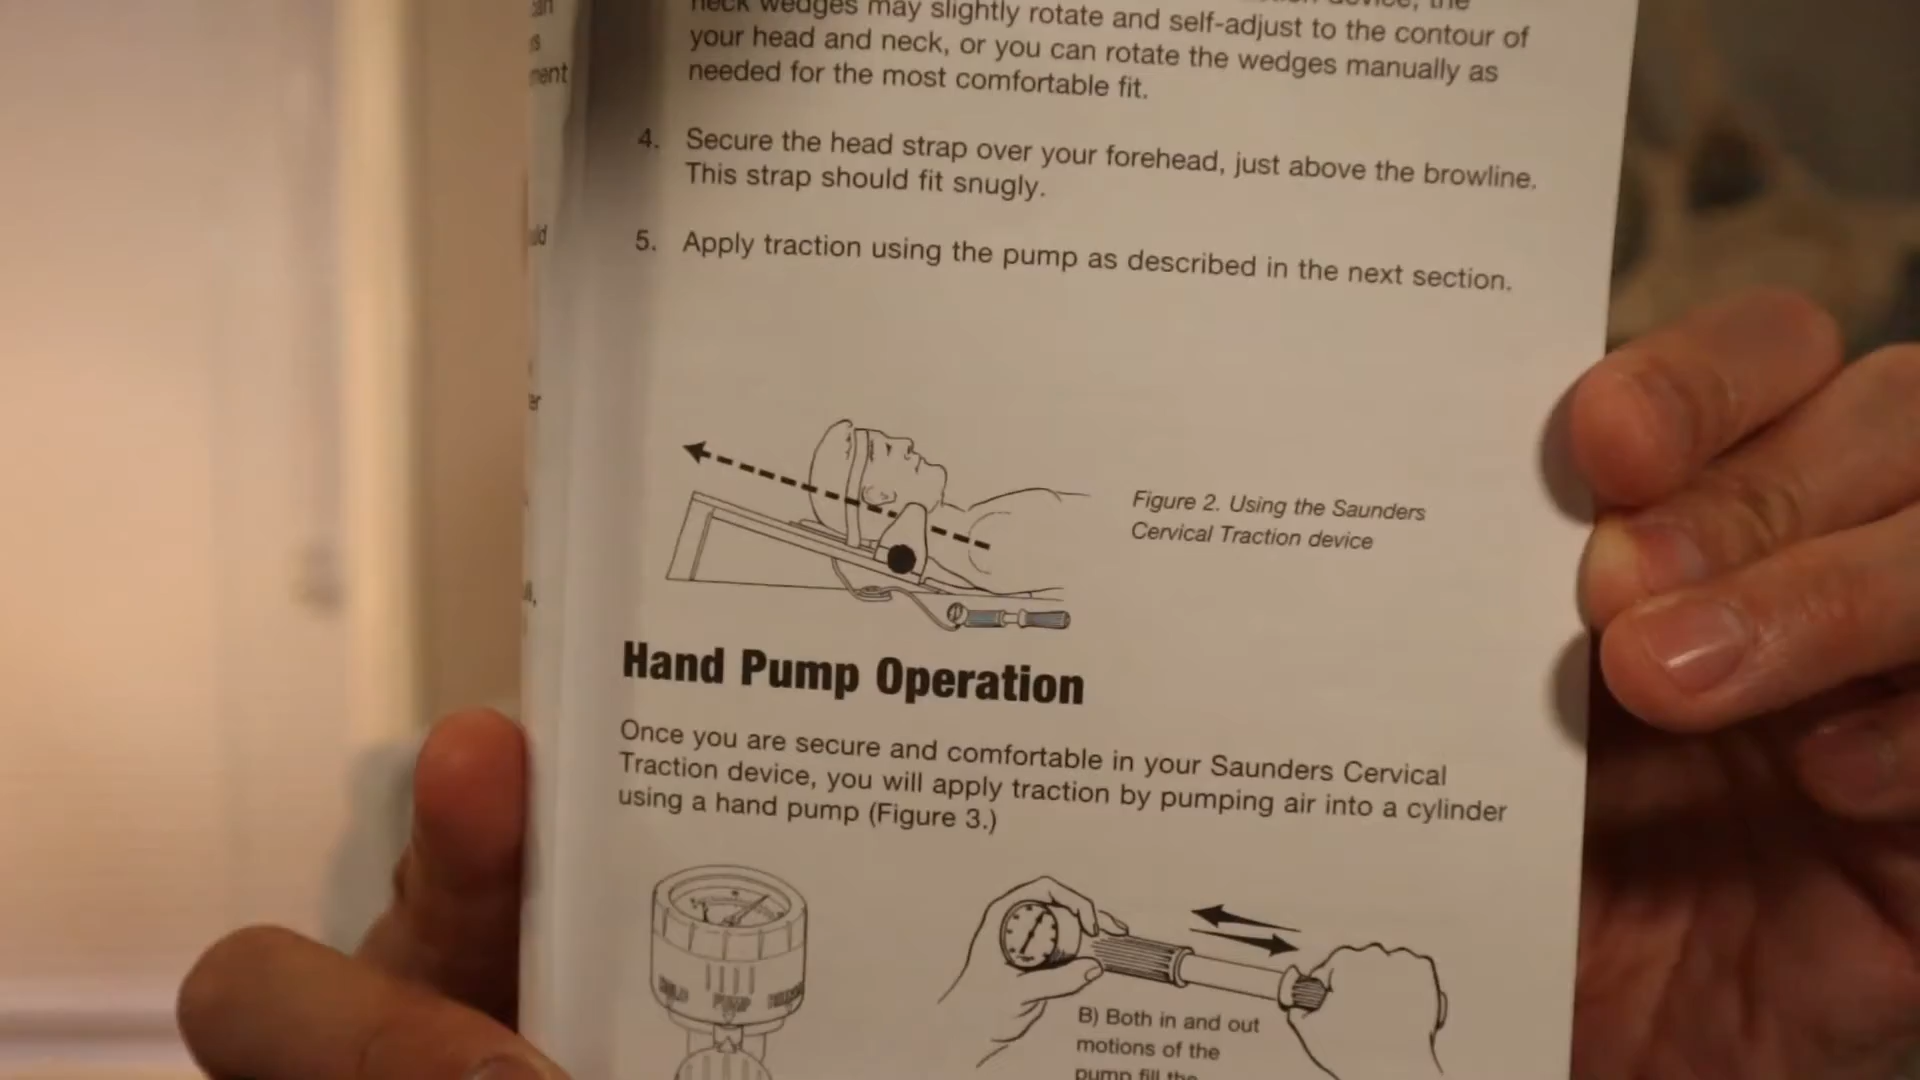 neck wedges may slightly rotate and self-adjust to the contour of
your head and neck, or you can rotate the wedges manually as
needed for the most comfortable fit.
4. Secure the head strap over your forehead, just above the browline.
This strap should fit snugly.
5. Apply traction using the pump as described in the next section.
Figure 2. Using the Saunders
Cervical Traction device
Hand Pump Operation
Once you are secure and comfortable in your Saunders Cervical
Traction device, you will apply traction by pumping air into a cylinder
using a hand pump (Figure 3.)
PUMP
B) Both in and out
motions of the
pump fill the